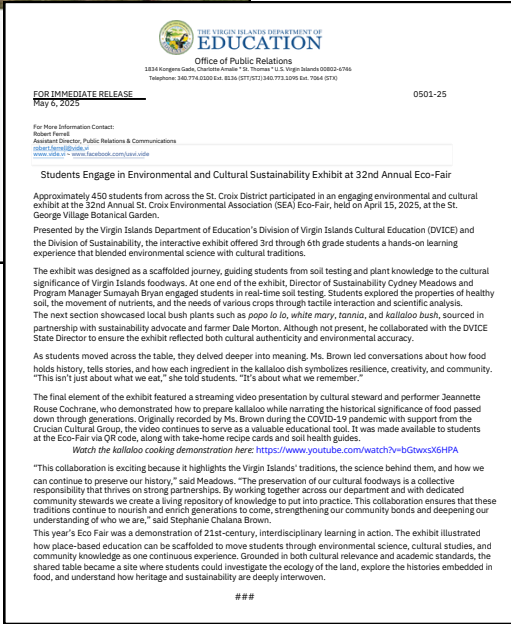 THE VIRGIN ISLANDS DEPARTMENT OF
EDUCATION
Office of Public Relations
1834 Kongens Gade, Charlotte Amalie * St. Thomas * U.S. Virgin Islands 00802-6746
Telephone: 340.774.0100 Ext. 8136 (STT/STJ) 340.773.1095 Ext. 7064 (STX)
FOR IMMEDIATE RELEASE 0501-25
May 6, 2025
For More Information Contact:
Robert Ferrell
Assistant Director, Public Relations & Communications
robert.ferrell@vide.vi
www.vide.vi – www.facebook.com/usvi.vide
Students Engage in Environmental and Cultural Sustainability Exhibit at 32nd Annual Eco-Fair
Approximately 450 students from across the St. Croix District participated in an engaging environmental and cultural
exhibit at the 32nd Annual St. Croix Environmental Association (SEA) Eco-Fair, held on April 15, 2025, at the St.
George Village Botanical Garden.
Presented by the Virgin Islands Department of Education's Division of Virgin Islands Cultural Education (DVICE) and
the Division of Sustainability, the interactive exhibit offered 3rd through 6th grade students a hands-on learning
experience that blended environmental science with cultural traditions.
The exhibit was designed as a scaffolded journey, guiding students from soil testing and plant knowledge to the cultural
significance of Virgin Islands foodways. At one end of the exhibit, Director of Sustainability Cydney Meadows and
Program Manager Sumayah Bryan engaged students in real-time soil testing. Students explored the properties of healthy
soil, the movement of nutrients, and the needs of various crops through tactile interaction and scientific analysis.
The next section showcased local bush plants such as popo lo lo, white mary, tannia, and kallaloo bush, sourced in
partnership with sustainability advocate and farmer Dale Morton. Although not present, he collaborated with the DVICE
State Director to ensure the exhibit reflected both cultural authenticity and environmental accuracy.
As students moved across the table, they delved deeper into meaning. Ms. Brown led conversations about how food
holds history, tells stories, and how each ingredient in the kallaloo dish symbolizes resilience, creativity, and community.
"This isn't just about what we eat," she told students. "It's about what we remember."
The final element of the exhibit featured a streaming video presentation by cultural steward and performer Jeannette
Rouse Cochrane, who demonstrated how to prepare kallaloo while narrating the historical significance of food passed
down through generations. Originally recorded by Ms. Brown during the COVID-19 pandemic with support from the
Crucian Cultural Group, the video continues to serve as a valuable educational tool. It was made available to students
at the Eco-Fair via QR code, along with take-home recipe cards and soil health guides.
Watch the kallaloo cooking demonstration here: https://www.youtube.com/watch?v=bGtwxsX6HPA
"This collaboration is exciting because it highlights the Virgin Islands' traditions, the science behind them, and how we
can continue to preserve our history," said Meadows. "The preservation of our cultural foodways is a collective
responsibility that thrives on strong partnerships. By working together across our department and with dedicated
community stewards we create a living repository of knowledge to put into practice. This collaboration ensures that these
traditions continue to nourish and enrich generations to come, strengthening our community bonds and deepening our
understanding of who we are," said Stephanie Chalana Brown.
This year's Eco Fair was a demonstration of 21st-century, interdisciplinary learning in action. The exhibit illustrated
how place-based education can be scaffolded to move students through environmental science, cultural studies, and
community knowledge as one continuous experience. Grounded in both cultural relevance and academic standards, the
shared table became a site where students could investigate the ecology of the land, explore the histories embedded in
food, and understand how heritage and sustainability are deeply interwoven.
###